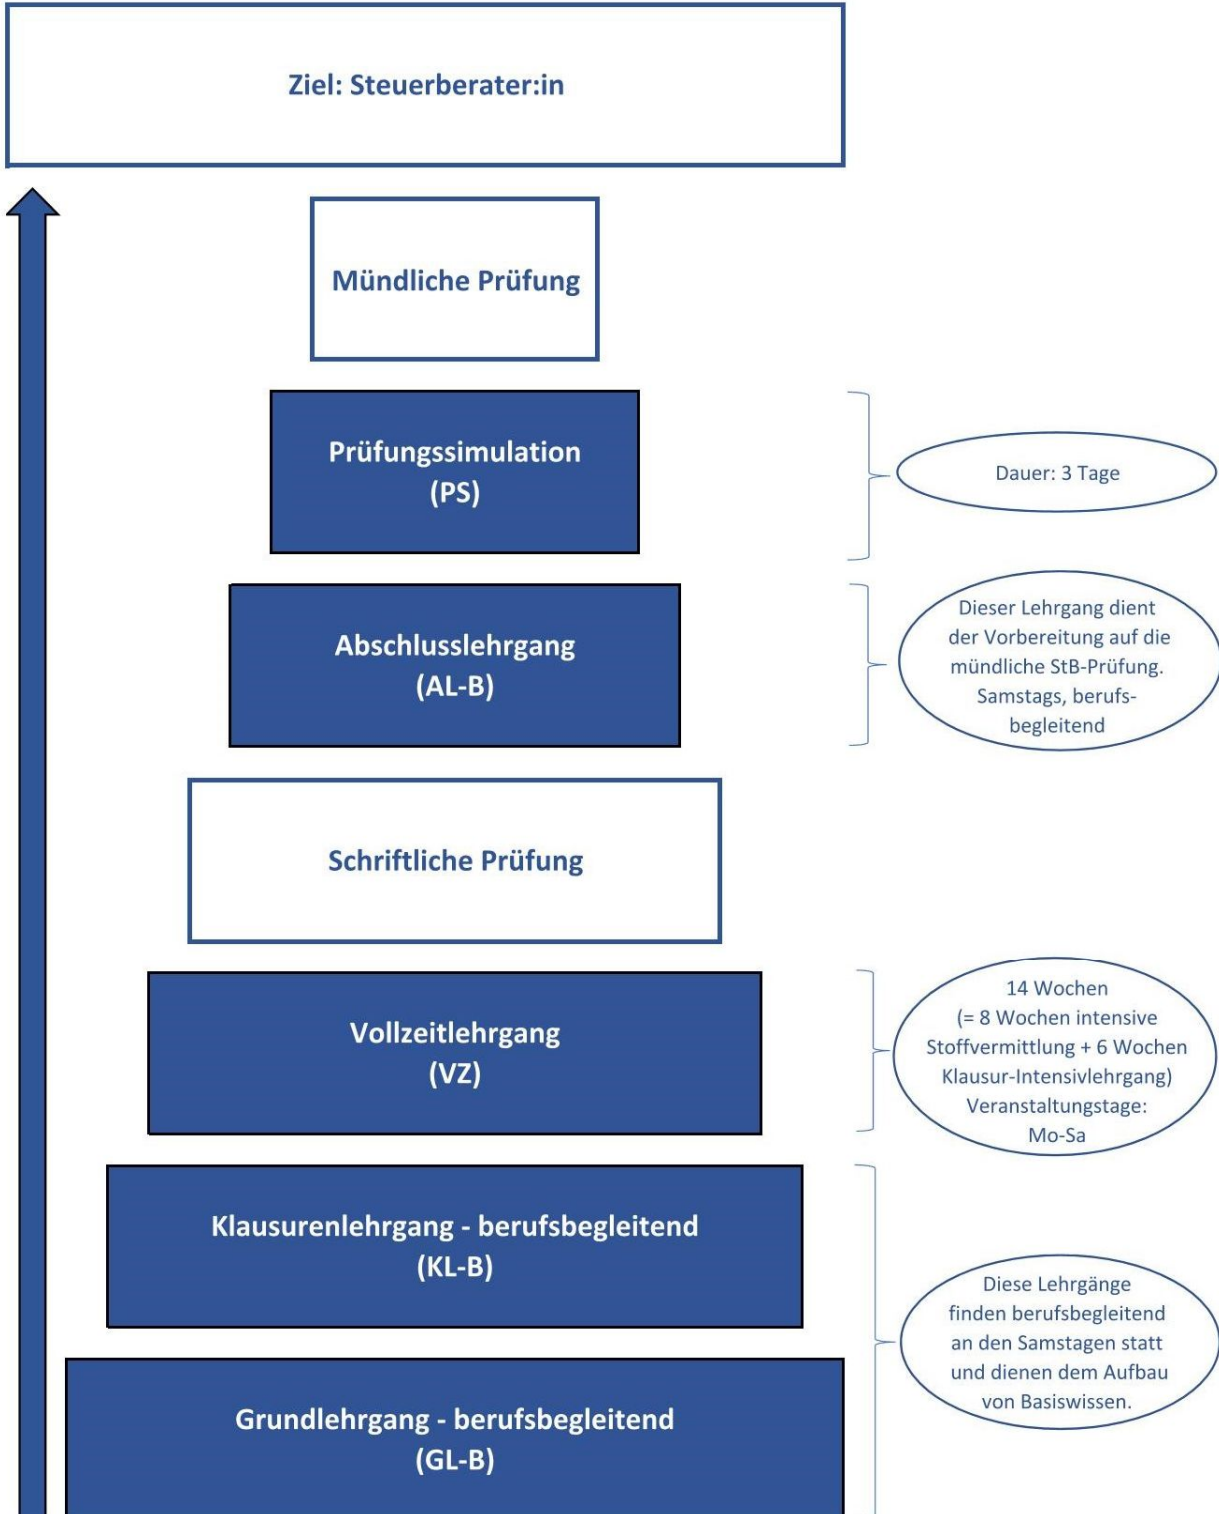 Ziel: Steuerberater:in
Mündliche Prüfung
Prüfungssimulation
(PS)
Dauer: 3 Tage
Abschlusslehrgang
(AL-B)
Dieser Lehrgang dient
der Vorbereitung auf die
mündliche StB-Prüfung.
Samstags, berufs-
begleitend
Schriftliche Prüfung
Vollzeitlehrgang
(VZ)
14 Wochen
(= 8 Wochen intensive
Stoffvermittlung + 6 Wochen
Klausur-Intensivlehrgang)
Veranstaltungstage:
Mo-Sa
Klausurenlehrgang - berufsbegleitend
(KL-B)
Grundlehrgang - berufsbegleitend
(GL-B)
Diese Lehrgänge
finden berufsbegleitend
an den Samstagen statt
und dienen dem Aufbau
von Basiswissen.